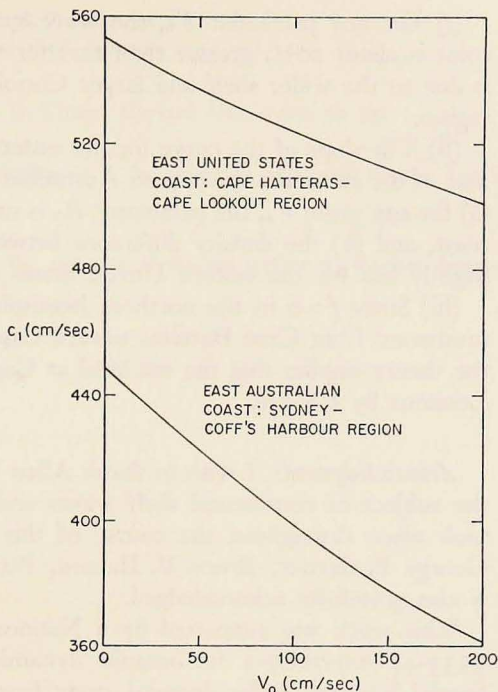 560
520
480
440
400
360
c₁(cm/sec)
EAST UNITED STATES
COAST: CAPE HATTERAS–
CAPE LOOKOUT REGION
EAST AUSTRALIAN
COAST: SYDNEY–
COFF'S HARBOUR REGION
0
50
100
150
200
V₀ (cm/sec)